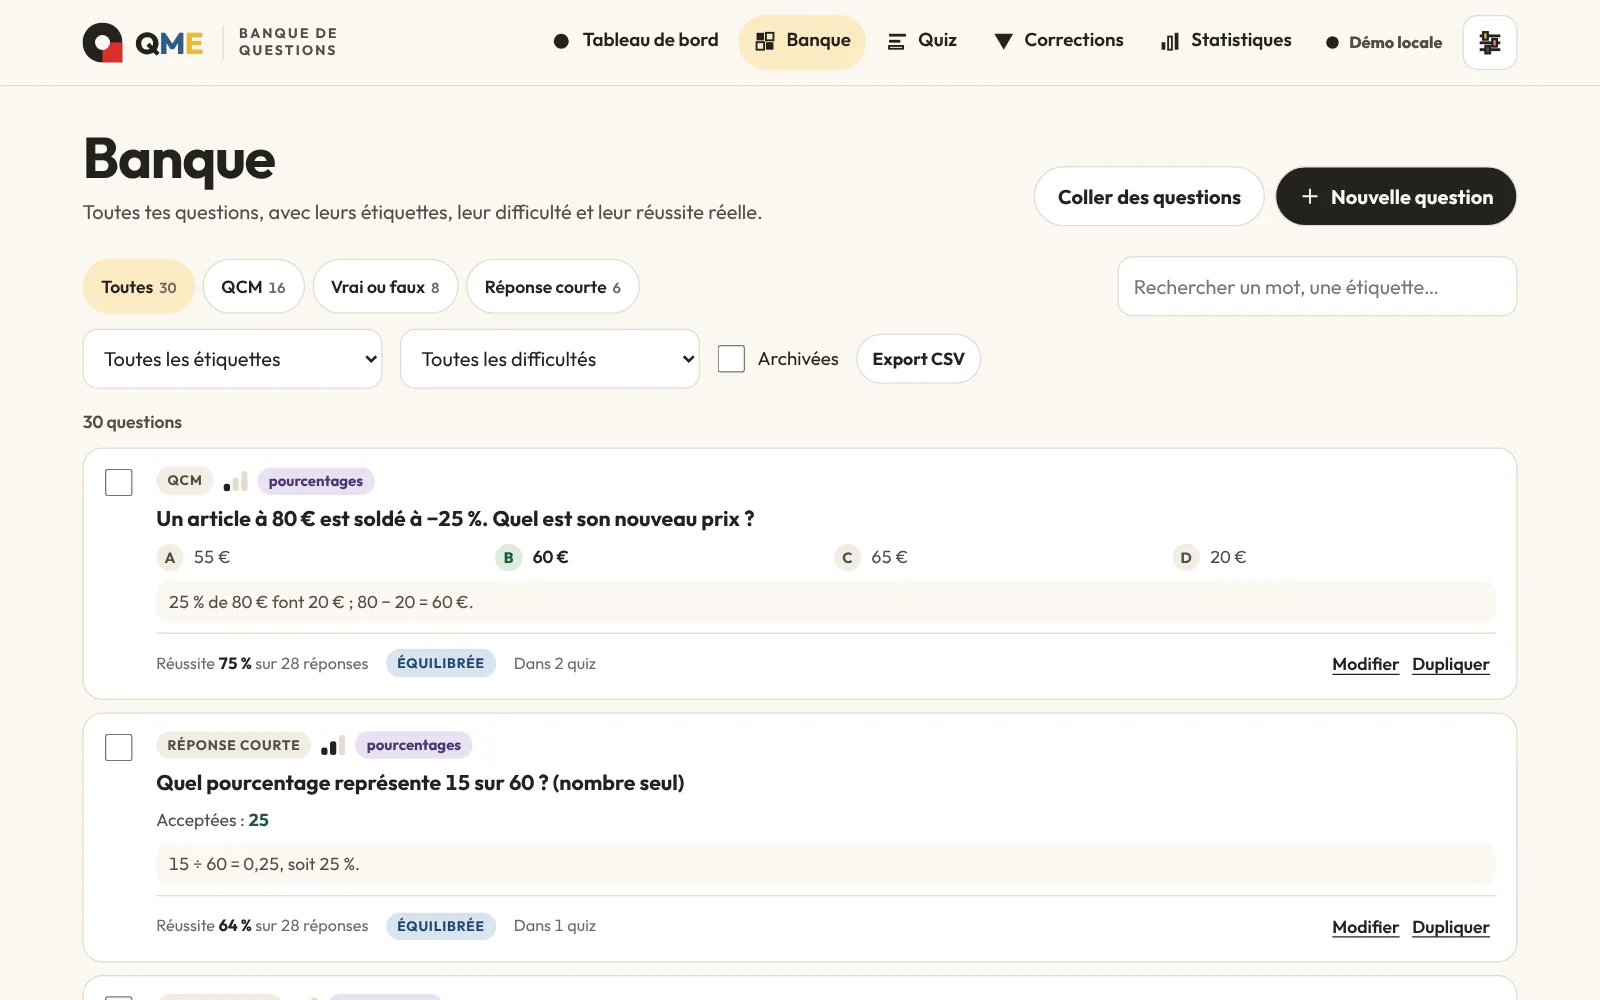 QME
BANQUE DE
QUESTIONS
Tableau de bord
Banque
Quiz
Corrections
Statistiques
Démo locale
Banque
Toutes tes questions, avec leurs étiquettes, leur difficulté et leur réussite réelle.
Coller des questions
+ Nouvelle question
Toutes 30
QCM 16
Vrai ou faux 8
Réponse courte 6
Rechercher un mot, une étiquette...
Toutes les étiquettes
Toutes les difficultés
Archivées
Export CSV
30 questions
QCM
pourcentages
Un article à 80 € est soldé à −25 %. Quel est son nouveau prix ?
A 55 €
B 60 €
C 65 €
D 20 €
25 % de 80 € font 20 € ; 80 − 20 = 60 €.
Réussite 75 % sur 28 réponses
ÉQUILIBRÉE
Dans 2 quiz
Modifier
Dupliquer
RÉPONSE COURTE
pourcentages
Quel pourcentage représente 15 sur 60 ? (nombre seul)
Acceptées : 25
15 ÷ 60 = 0,25, soit 25 %.
Réussite 64 % sur 28 réponses
ÉQUILIBRÉE
Dans 1 quiz
Modifier
Dupliquer